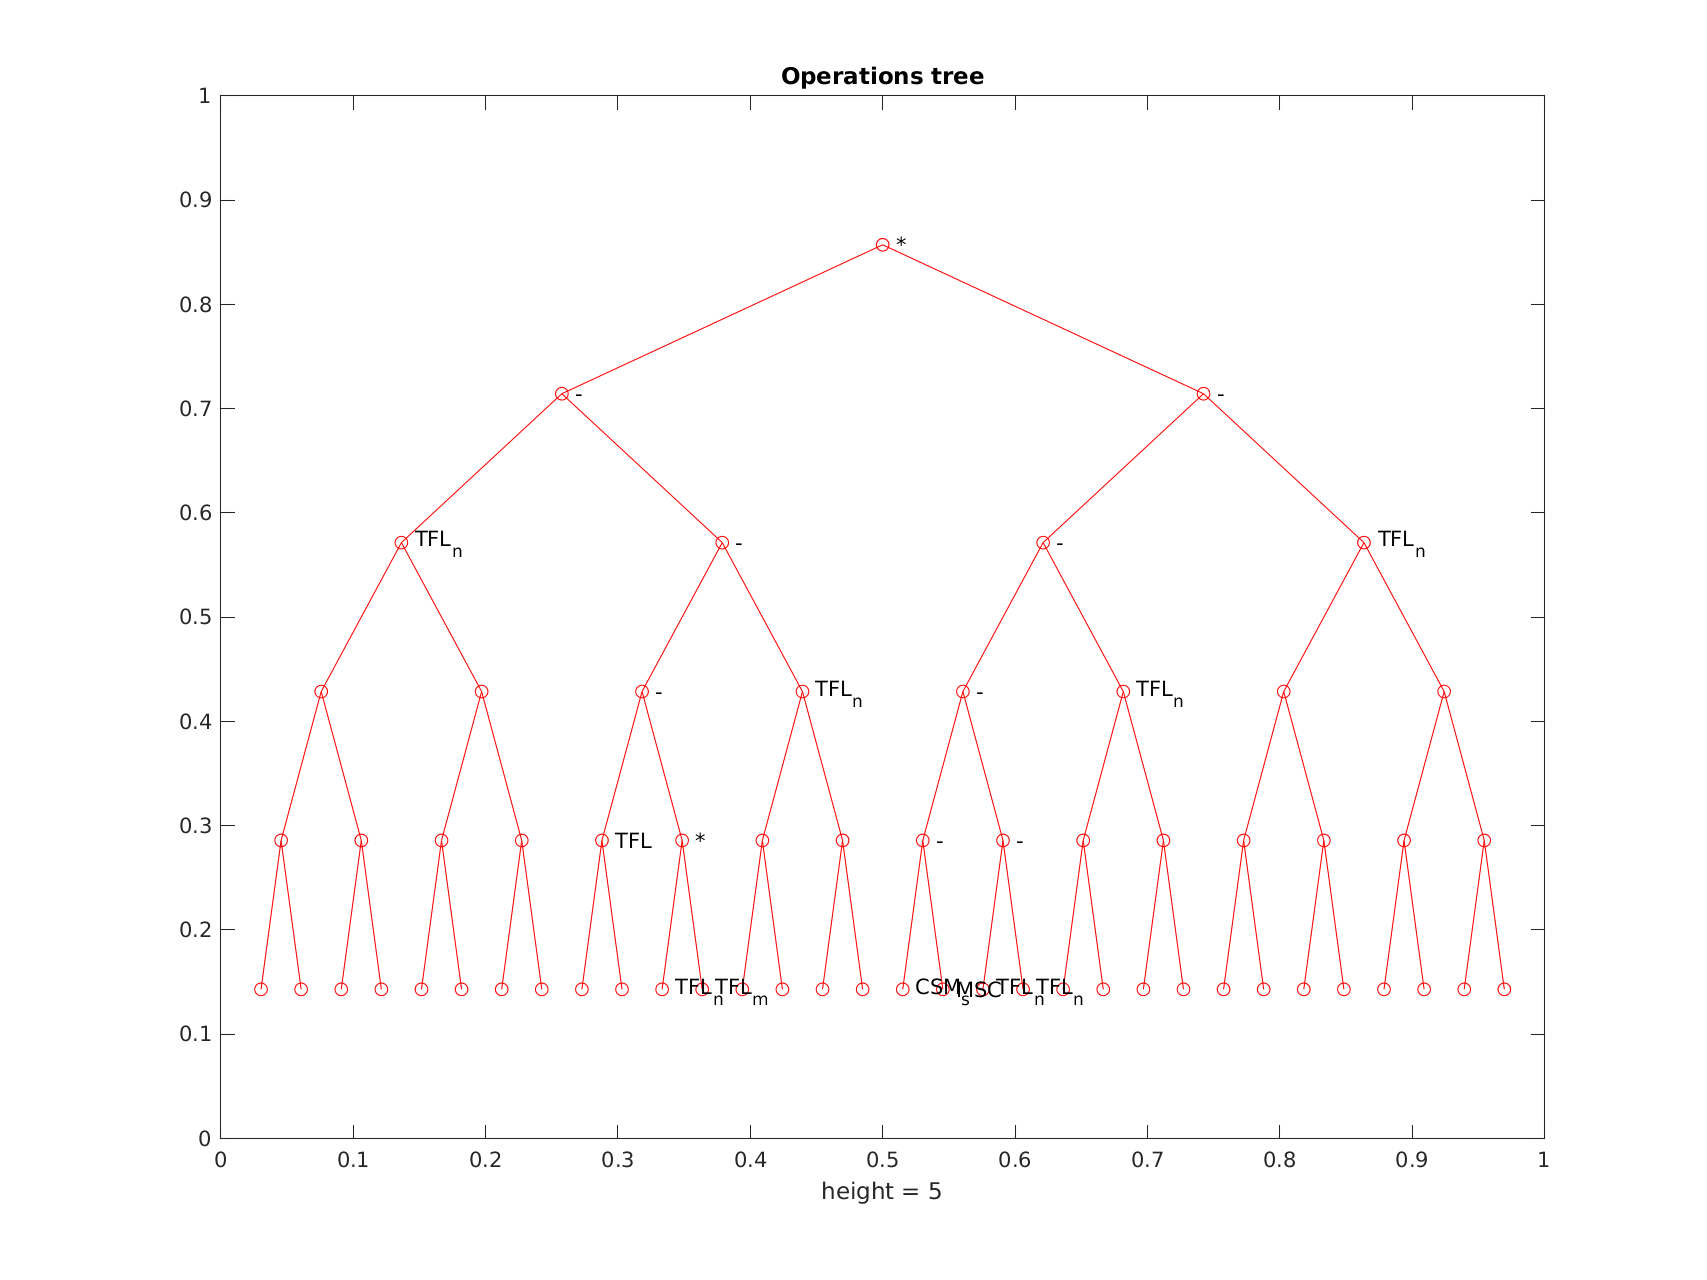 Operations tree
1
0.9
*
0.8
- -
0.7
0.6
TFLn - - TFLn
0.5
- TFLn - TFLn
0.4
0.3
TFL * - -
0.2
TFLn TFLm CSMs MSC TFLn TFLn
0.1
0
0 0.1 0.2 0.3 0.4 0.5 0.6 0.7 0.8 0.9 1
height = 5